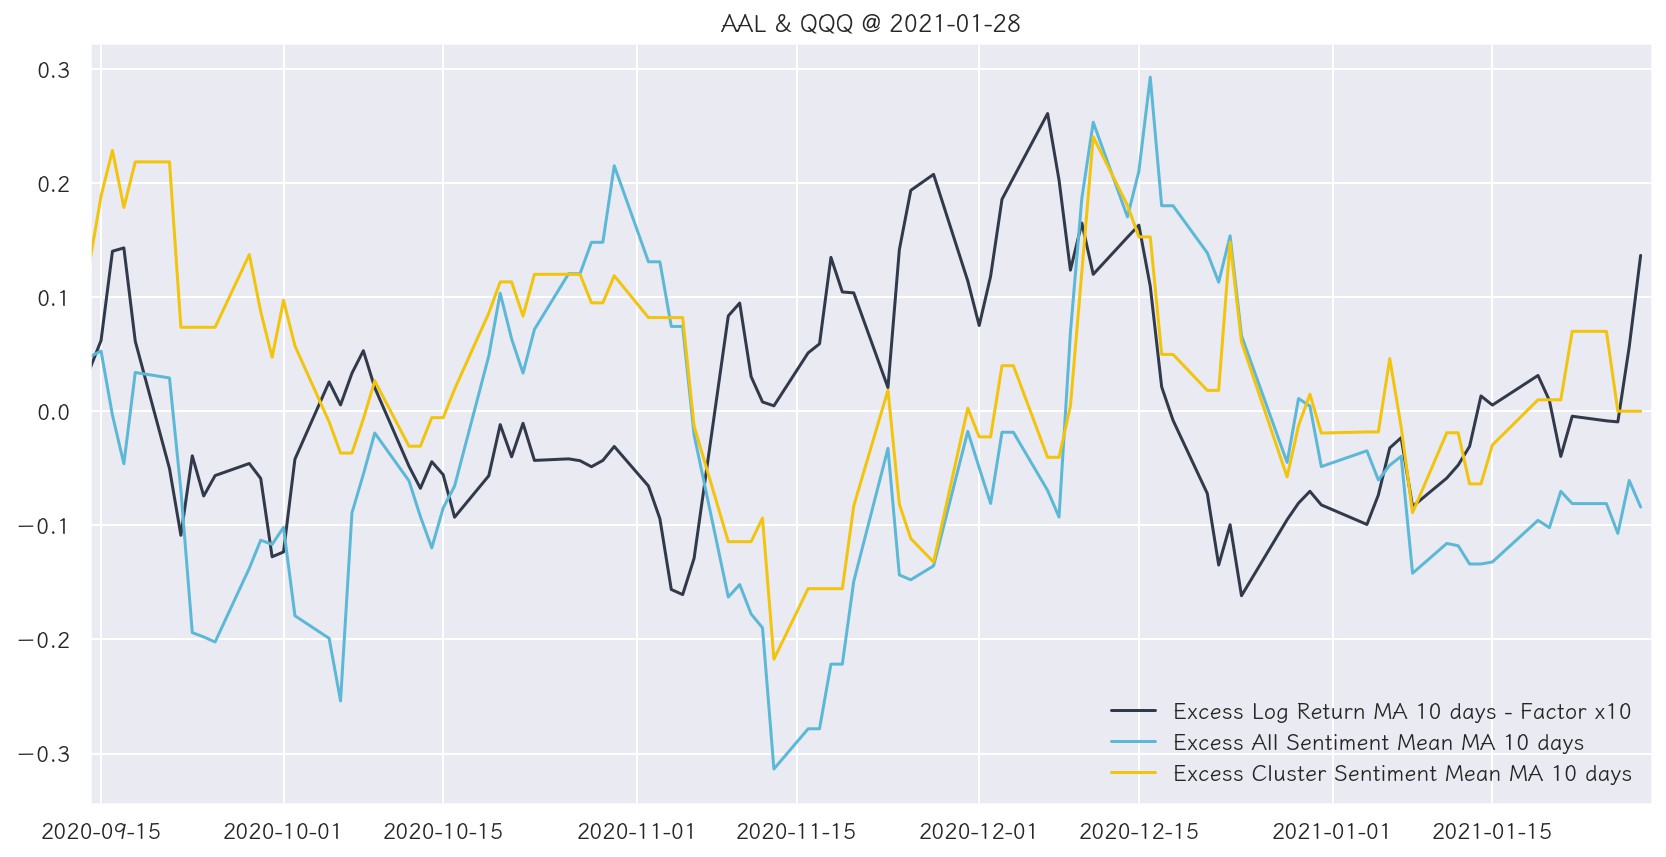 AAL & QQQ @ 2021-01-28
0.3
0.2
0.1
0.0
−0.1
−0.2
−0.3
Excess Log Return MA 10 days - Factor x10
Excess All Sentiment Mean MA 10 days
Excess Cluster Sentiment Mean MA 10 days
2020-09-15 2020-10-01 2020-10-15 2020-11-01 2020-11-15 2020-12-01 2020-12-15 2021-01-01 2021-01-15